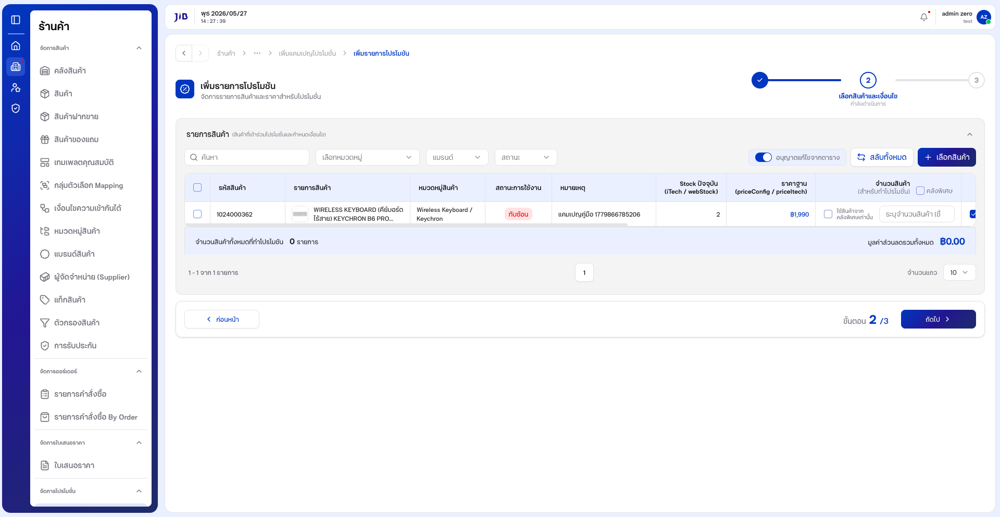 ร้านค้า
จัดการสินค้า
คลังสินค้า
สินค้า
สินค้าฝากขาย
สินค้าของแถม
เทมเพลตคุณสมบัติ
กลุ่มตัวเลือก Mapping
เงื่อนไขความเข้ากันได้
หมวดหมู่สินค้า
แบรนด์สินค้า
ผู้จัดจำหน่าย (Supplier)
แท็กสินค้า
ตัวกรองสินค้า
การรับประกัน
จัดการออร์เดอร์
รายการคำสั่งซื้อ
รายการคำสั่งซื้อ By Order
จัดการใบเสนอราคา
ใบเสนอราคา
จัดการโปรโมชั่น
JIB
พุธ 2026/05/27
14 : 27 : 39
admin zero
test
AZ
ร้านค้า > ••• > เพิ่มแคมเปญโปรโมชั่น > เพิ่มรายการโปรโมชัน
เพิ่มรายการโปรโมชัน
จัดการรายการสินค้าและราคาสำหรับโปรโมชั่น
2
เลือกสินค้าและเงื่อนไข
กำลังดำเนินการ
3
รายการสินค้า (สินค้าที่เข้าร่วมโปรโมชั่นและกำหนดเงื่อนไข)
ค้นหา
เลือกหมวดหมู่
แบรนด์
สถานะ
อนุญาตแก้ไขจากตาราง
สลับทั้งหมด
เลือกสินค้า
รหัสสินค้า
รายการสินค้า
หมวดหมู่สินค้า
สถานะการใช้งาน
หมายเหตุ
Stock ปัจจุบัน
(iTech / webStock)
ราคาฐาน
(priceConfig / priceItech)
จำนวนสินค้า
(สำหรับทำโปรโมชั่น)
คลังพิเศษ
1024000362
WIRELESS KEYBOARD (คีย์บอร์ด
ไร้สาย) KEYCHRON B6 PRO...
Wireless Keyboard /
Keychron
ทับซ้อน
แคมเปญคู่มือ 1779866785206
2
฿1,990
ใช้สินค้าจาก
คลังพิเศษเท่านั้น
ระบุจำนวนสินค้า (ชิ้
จำนวนสินค้าทั้งหมดที่ทำโปรโมชัน 0 รายการ
มูลค่าส่วนลดรวมทั้งหมด ฿0.00
1 - 1 จาก 1 รายการ
1
จำนวนแถว
10
ก่อนหน้า
ขั้นตอน 2 /3
ถัดไป